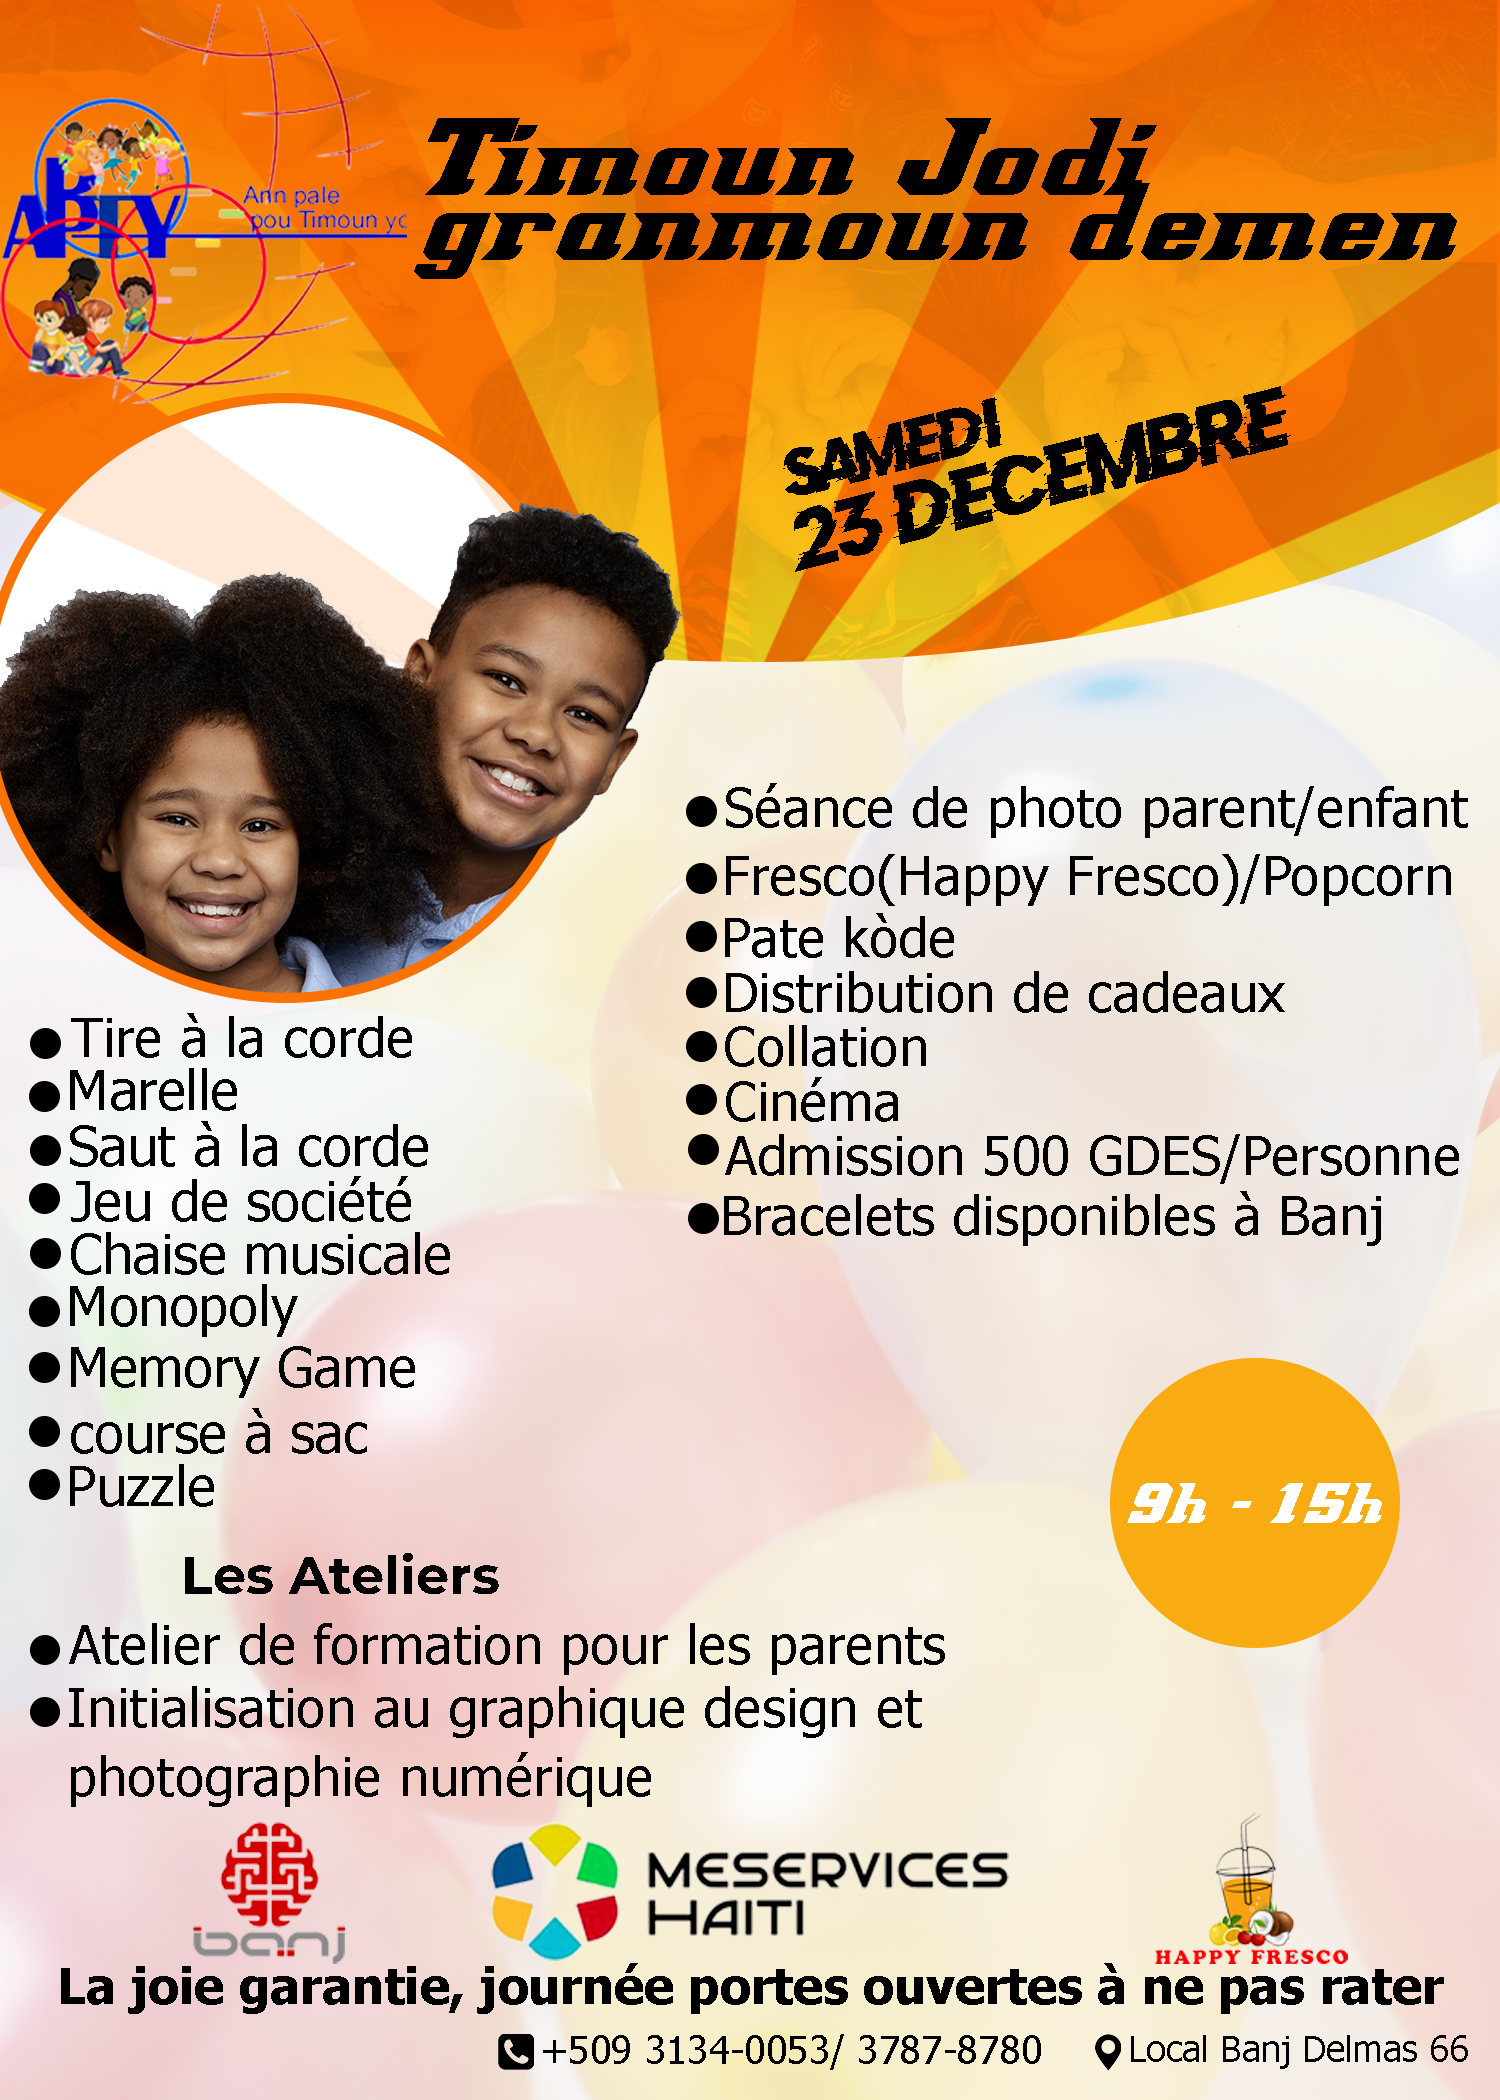 APTY
Ann pale
pou Timoun yo
Timoun Jodi
granmoun demen
SAMEDI
23 DECEMBRE
●Séance de photo parent/enfant
●Fresco(Happy Fresco)/Popcorn
●Pate kòde
●Distribution de cadeaux
●Collation
●Cinéma
●Admission 500 GDES/Personne
●Bracelets disponibles à Banj
●Tire à la corde
●Marelle
●Saut à la corde
●Jeu de société
●Chaise musicale
●Monopoly
●Memory Game
●course à sac
●Puzzle
9h - 15h
Les Ateliers
●Atelier de formation pour les parents
●Initialisation au graphique design et
photographie numérique
banj
MESERVICES
HAITI
HAPPY FRESCO
La joie garantie, journée portes ouvertes à ne pas rater
+509 3134-0053/ 3787-8780
Local Banj Delmas 66